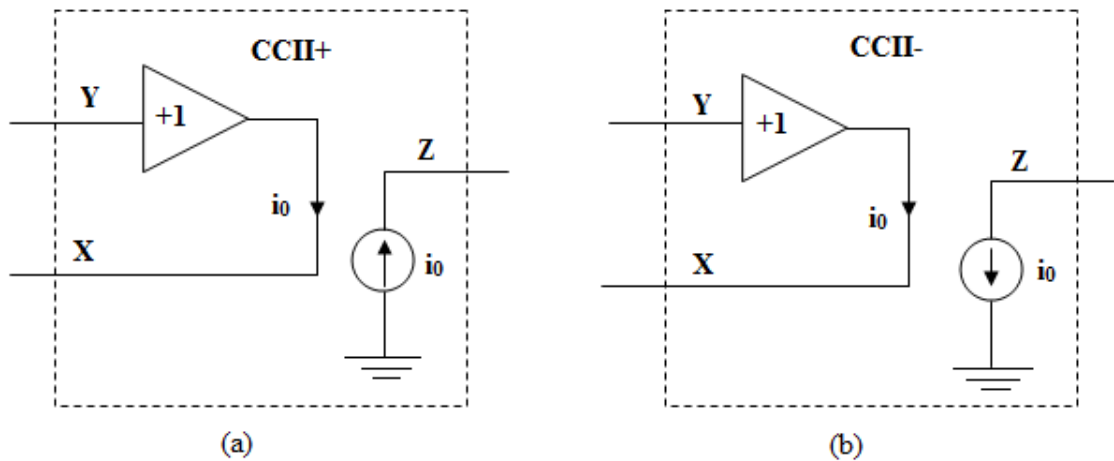 CCII+
Y
+1
Z
i₀
X
i₀
(a)
CCII-
Y
+1
Z
i₀
X
i₀
(b)